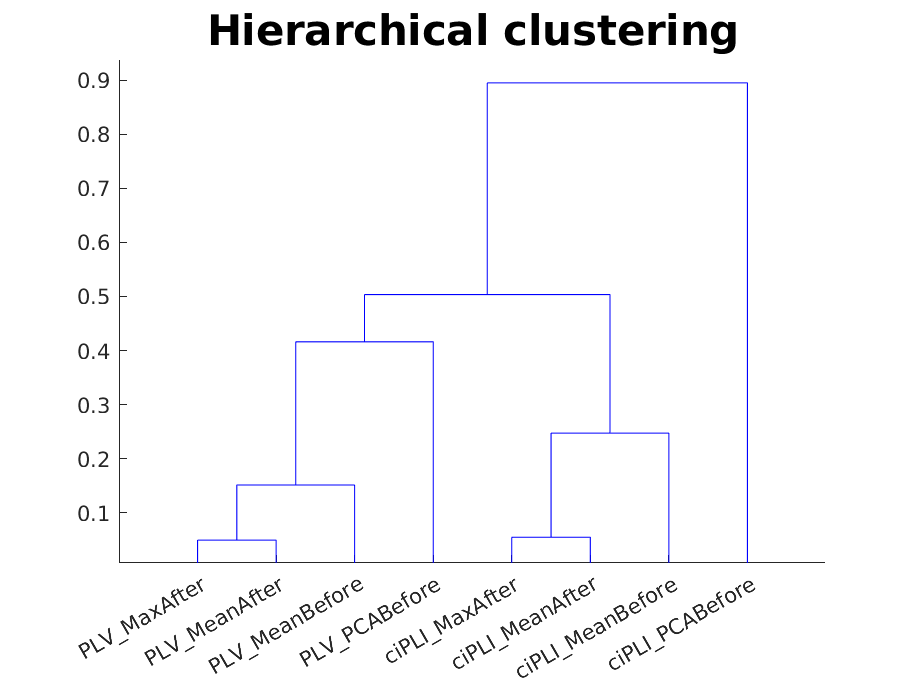 Hierarchical clustering
0.9
0.8
0.7
0.6
0.5
0.4
0.3
0.2
0.1
PLV_MaxAfter
PLV_MeanAfter
PLV_MeanBefore
PLV_PCABefore
ciPLI_MaxAfter
ciPLI_MeanAfter
ciPLI_MeanBefore
ciPLI_PCABefore